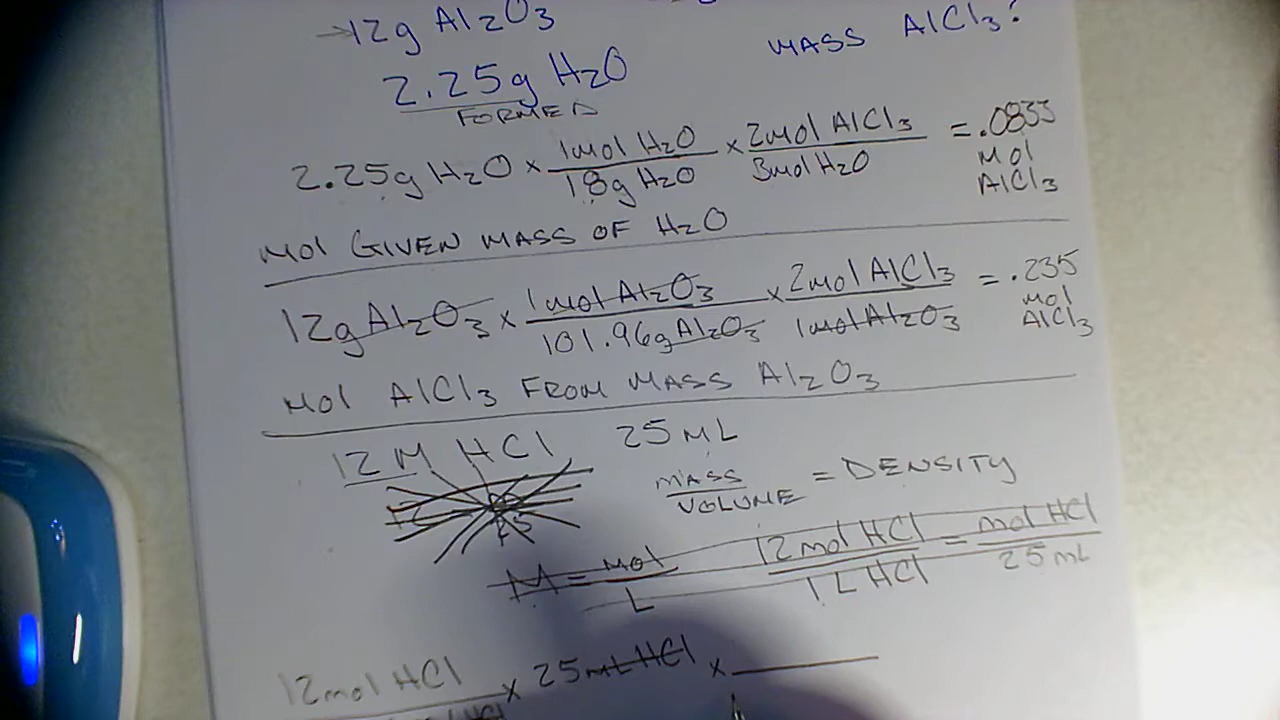 12g Al2O3
MASS AlCl3?
2.25g H2O
FORMED
2.25g H2O × 1mol H2O / 18g H2O × 2mol AlCl3 / 3mol H2O = .0833 mol AlCl3
mol GIVEN MASS OF H2O
12g Al2O3 × 1mol Al2O3 / 101.96g Al2O3 × 2mol AlCl3 / 1mol Al2O3 = .235 mol AlCl3
mol AlCl3 FROM MASS Al2O3
12M HCl 25mL
MASS / VOLUME = DENSITY
M = mol / L 12mol HCl / 1L HCl = mol HCl / 25mL
12mol HCl × 25mL HCl ×
HCl